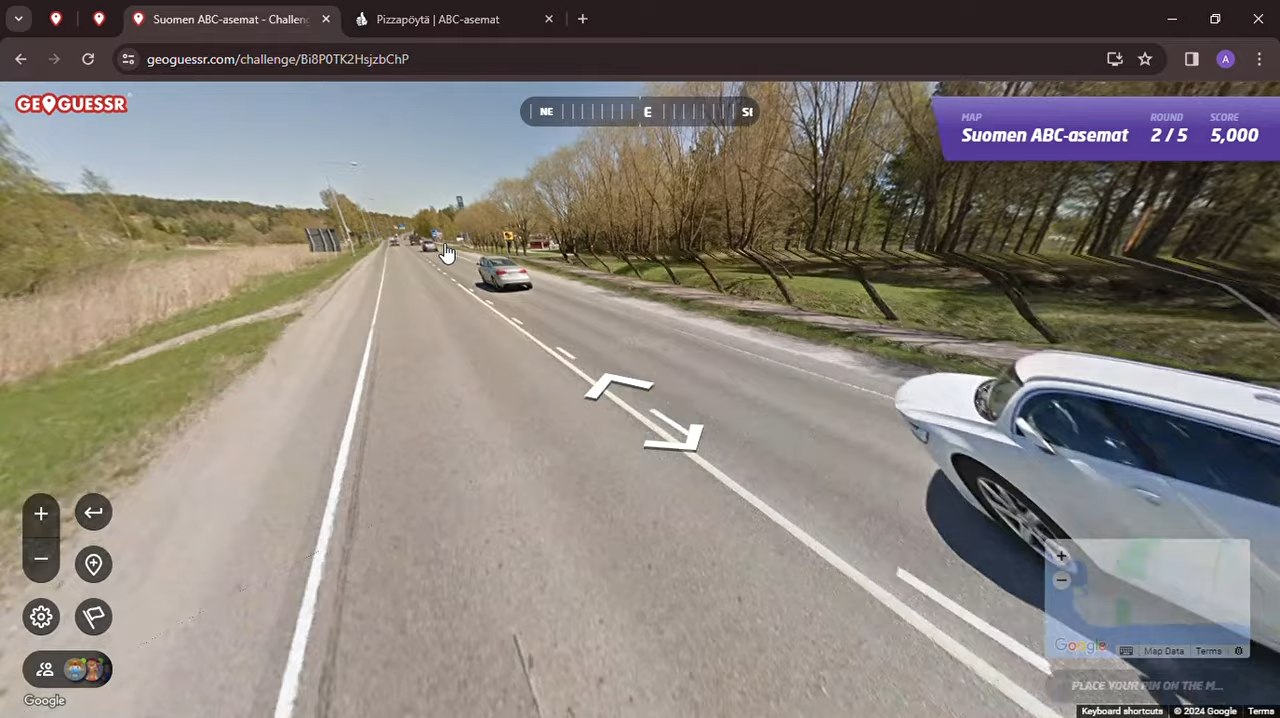 Suomen ABC-asemat - Challeng
Pizzapöytä | ABC-asemat
geoguessr.com/challenge/Bi8P0TK2HsjzbChP
A
GEOGUESSR
NE E SE
MAP ROUND SCORE
Suomen ABC-asemat 2 / 5 5,000
Google
Map Data Terms
PLACE YOUR PIN ON THE M...
Google
Keyboard shortcuts © 2024 Google Terms